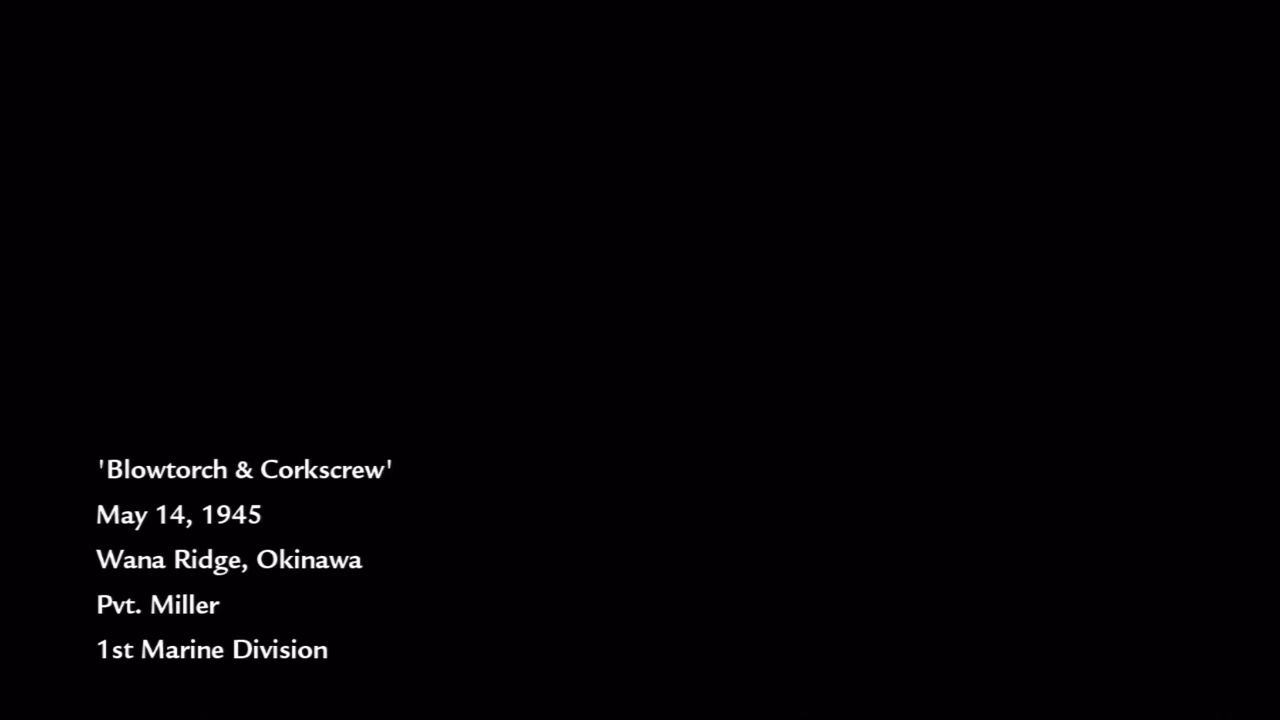 'Blowtorch & Corkscrew'
May 14, 1945
Wana Ridge, Okinawa
Pvt. Miller
1st Marine Division